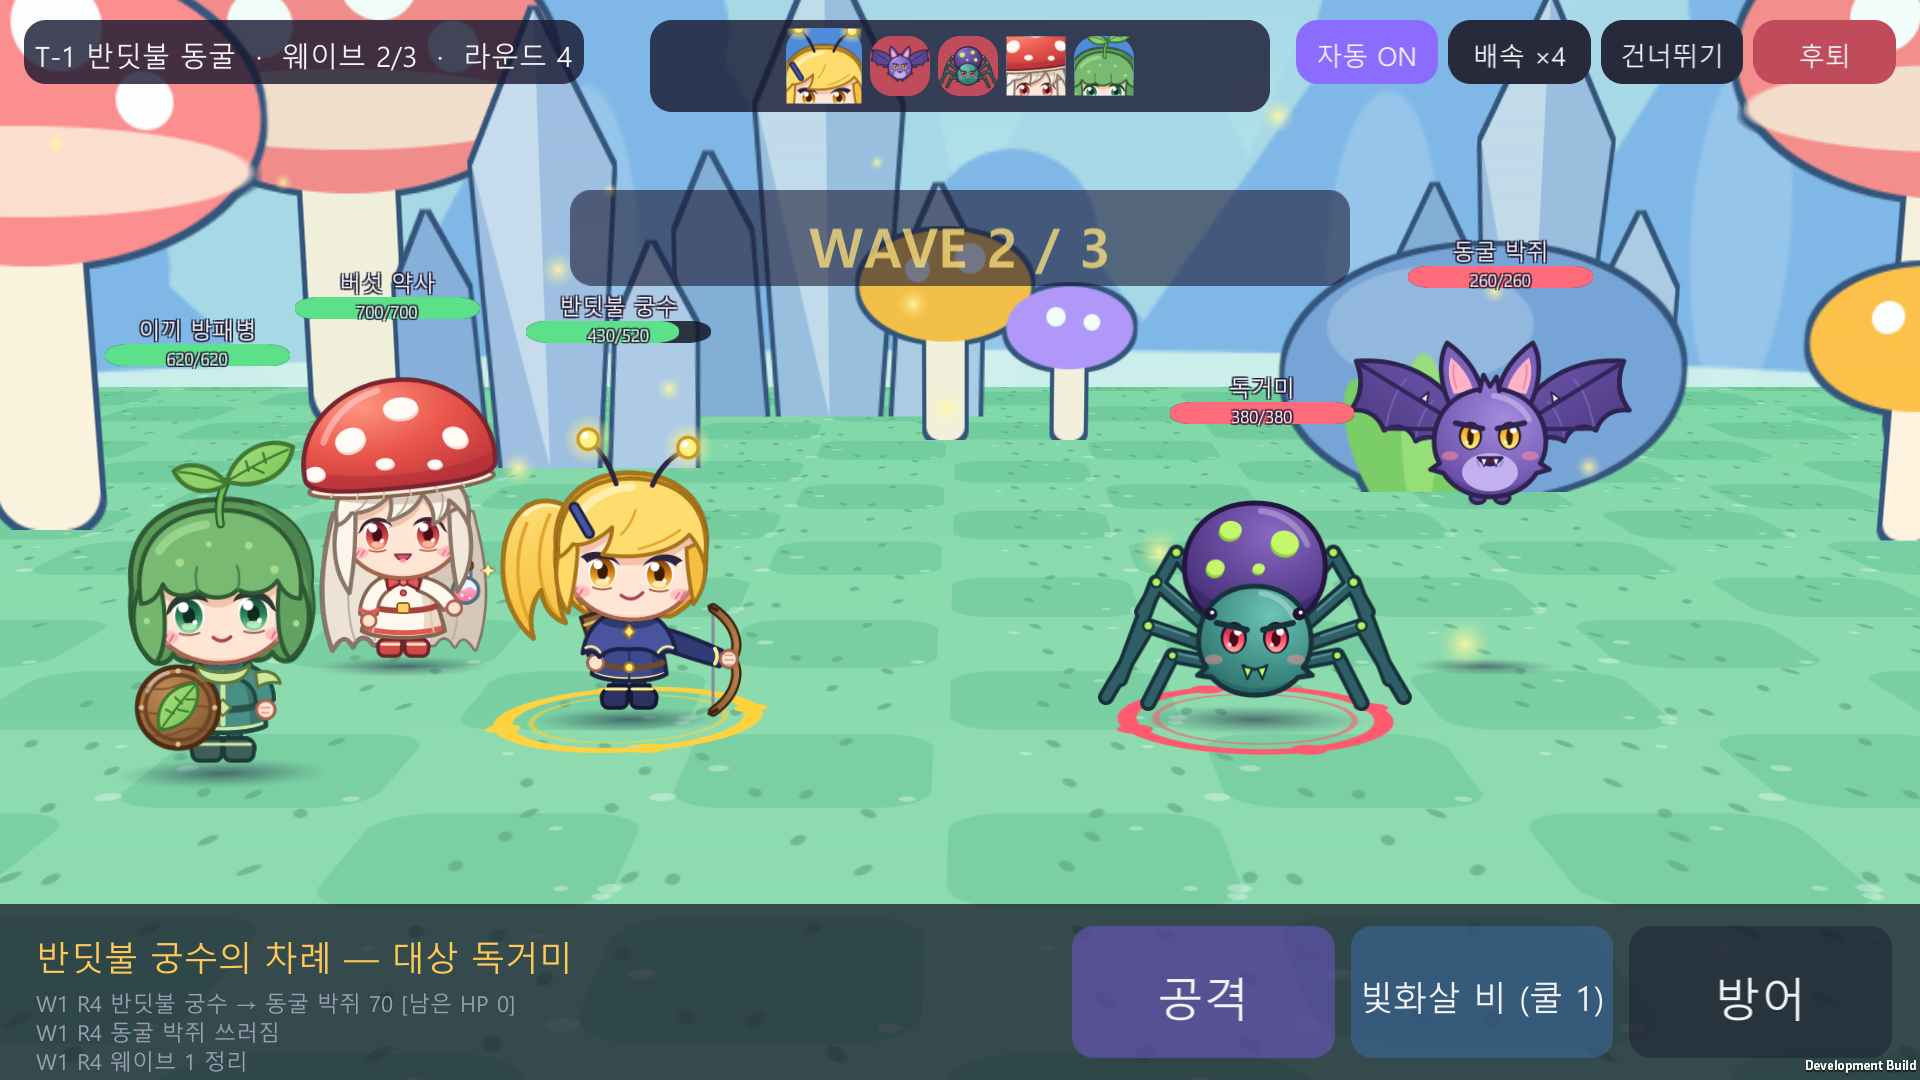 T-1 반딧불 동굴 · 웨이브 2/3 · 라운드 4
자동 ON
배속 ×4
건너뛰기
후퇴
WAVE 2 / 3
동굴 박쥐
260/260
버섯 약사
700/700
반딧불 궁수
430/520
이끼 방패병
620/620
독거미
380/380
반딧불 궁수의 차례 — 대상 독거미
W1 R4 반딧불 궁수 → 동굴 박쥐 70 [남은 HP 0]
W1 R4 동굴 박쥐 쓰러짐
W1 R4 웨이브 1 정리
공격
빛화살 비 (쿨 1)
방어
Development Build